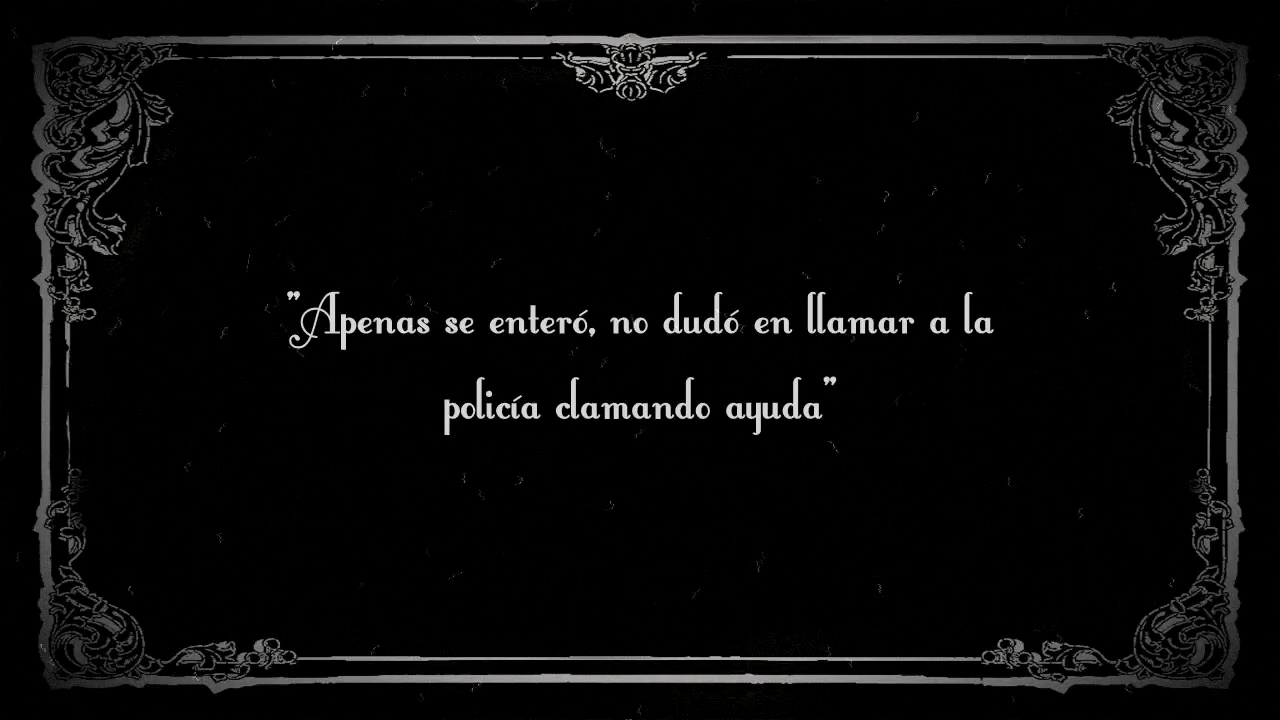 "Apenas se enteró, no dudó en llamar a la
policía clamando ayuda"